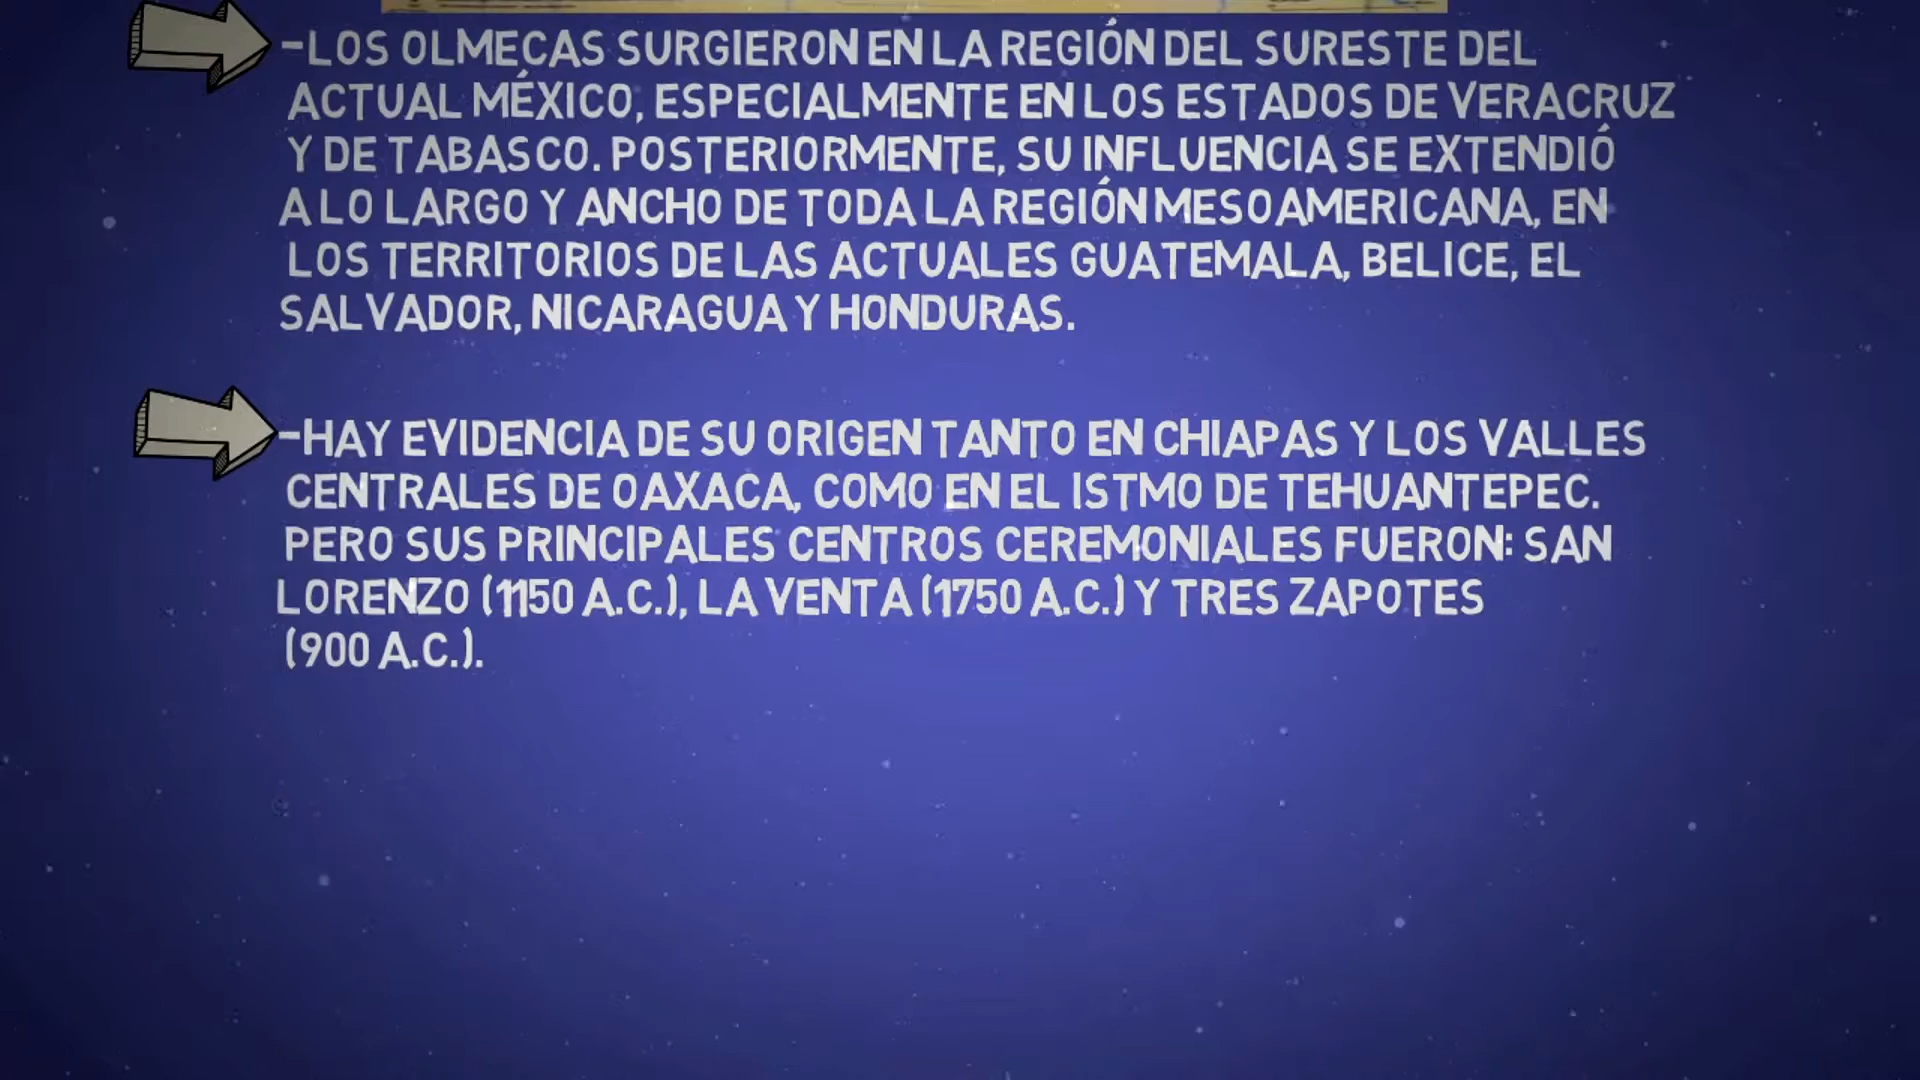 -LOS OLMECAS SURGIERON EN LA REGIÓN DEL SURESTE DEL
ACTUAL MÉXICO, ESPECIALMENTE EN LOS ESTADOS DE VERACRUZ
Y DE TABASCO. POSTERIORMENTE, SU INFLUENCIA SE EXTENDIÓ
A LO LARGO Y ANCHO DE TODA LA REGIÓN MESOAMERICANA, EN
LOS TERRITORIOS DE LAS ACTUALES GUATEMALA, BELICE, EL
SALVADOR, NICARAGUA Y HONDURAS.
-HAY EVIDENCIA DE SU ORIGEN TANTO EN CHIAPAS Y LOS VALLES
CENTRALES DE OAXACA, COMO EN EL ISTMO DE TEHUANTEPEC.
PERO SUS PRINCIPALES CENTROS CEREMONIALES FUERON: SAN
LORENZO (1150 A.C.), LA VENTA (1750 A.C.) Y TRES ZAPOTES
(900 A.C.).